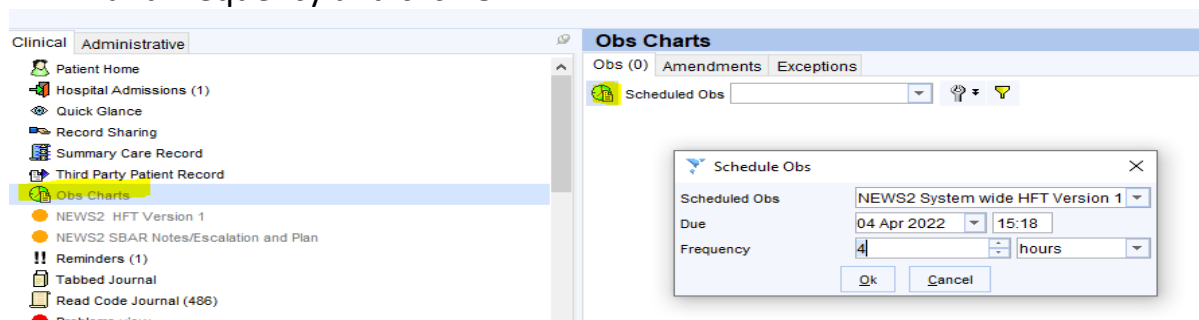 Clinical Administrative
Patient Home
Hospital Admissions (1)
Quick Glance
Record Sharing
Summary Care Record
Third Party Patient Record
Obs Charts
NEWS2 HFT Version 1
NEWS2 SBAR Notes/Escalation and Plan
Reminders (1)
Tabbed Journal
Read Code Journal (486)
Obs Charts
Obs (0) Amendments Exceptions
Scheduled Obs
Schedule Obs
Scheduled Obs NEWS2 System wide HFT Version 1
Due 04 Apr 2022 15:18
Frequency 4 hours
Ok Cancel